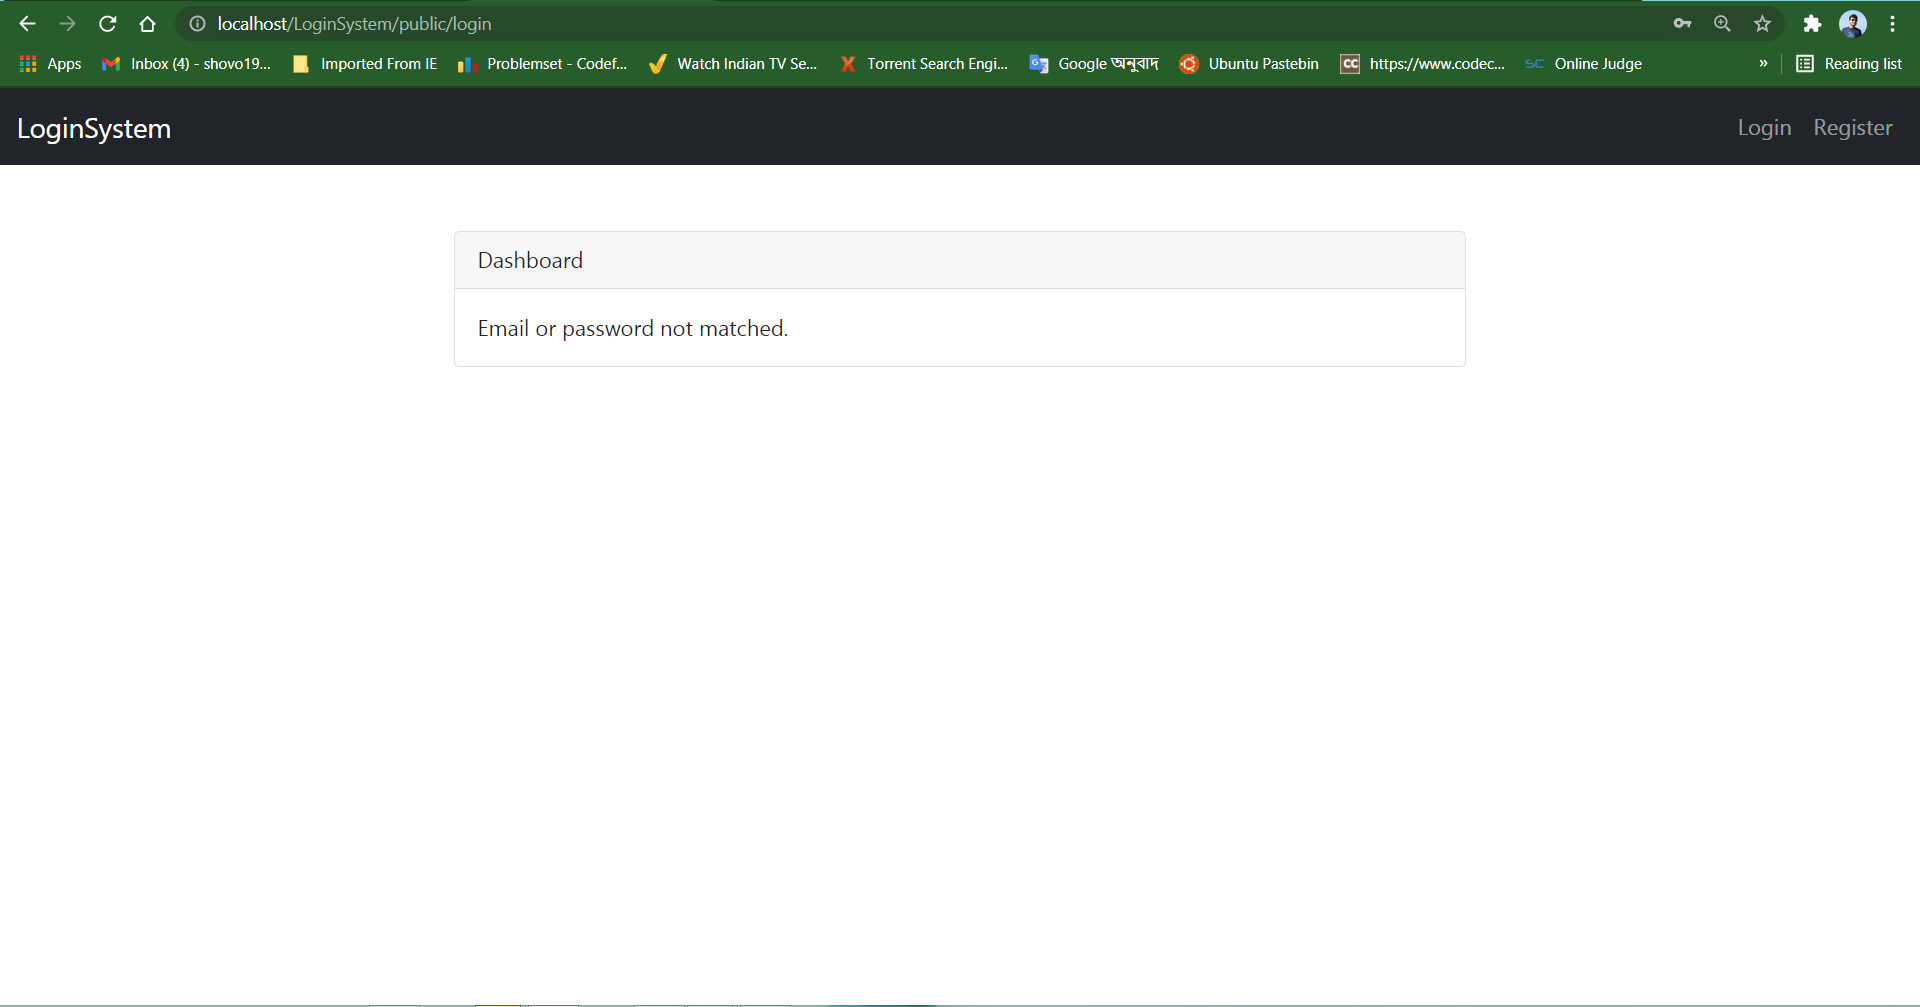 localhost/LoginSystem/public/login
Apps Inbox (4) - shovo19... Imported From IE Problemset - Codef... Watch Indian TV Se... X Torrent Search Engi... Google অনুবাদ Ubuntu Pastebin CC https://www.codec... SC Online Judge » Reading list
LoginSystem Login Register
Dashboard
Email or password not matched.